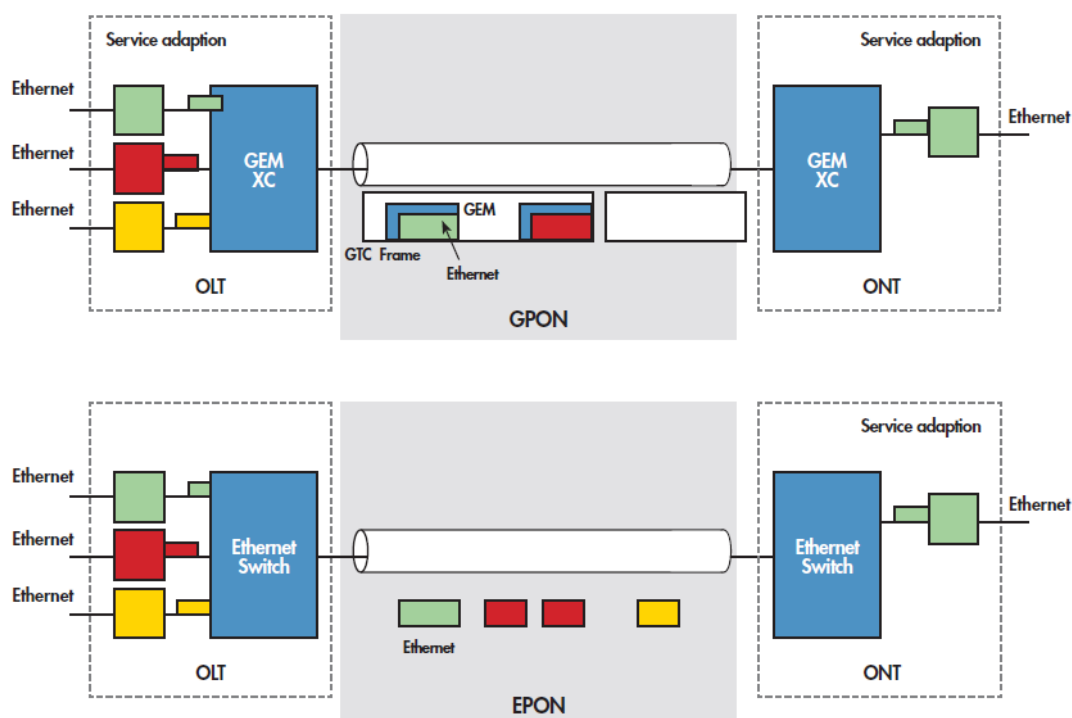 Service adaption
Service adaption
Ethernet
Ethernet
Ethernet
GEM
XC
GEM
XC
Ethernet
GEM
GTC Frame
Ethernet
OLT
GPON
ONT
Service adaption
Ethernet
Ethernet
Ethernet
Ethernet
Switch
Ethernet
Switch
Ethernet
Ethernet
OLT
EPON
ONT